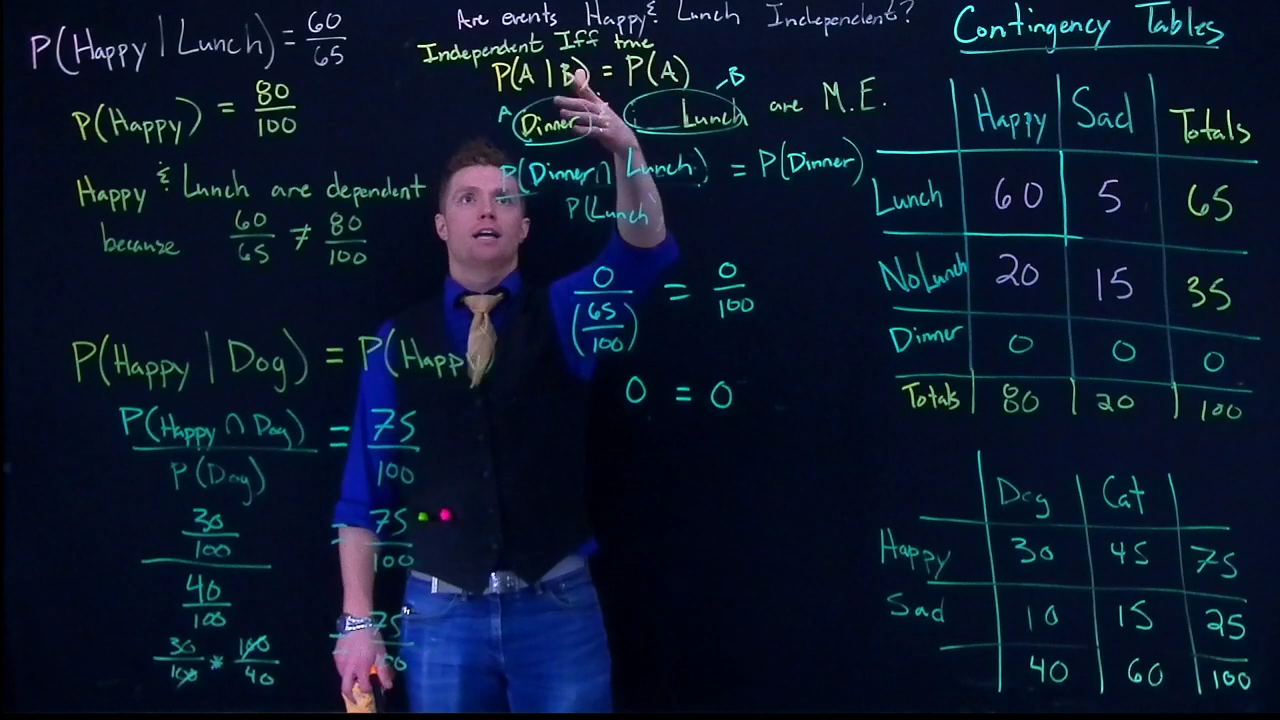 Are events Happy & Lunch Independent?
Contingency Tables
P(Happy | Lunch) = 60/65
Independent Iff true
P(A | B) = P(A)
P(Happy) = 80/100
A Dinner Lunch B are M.E.
Happy & Lunch are dependent
because 60/65 ≠ 80/100
P(Dinner ∩ Lunch) / P(Lunch) = P(Dinner)
0/(65/100) = 0/100
0 = 0
P(Happy | Dog) = P(Happy
P(Happy ∩ Dog) / P(Dog) = 75/100
30/100 / 40/100 = 75/100
30/100 * 100/40 = 75/100
Happy Sad Totals
Lunch 60 5 65
No Lunch 20 15 35
Dinner 0 0 0
Totals 80 20 100
Dog Cat
Happy 30 45 75
Sad 10 15 25
40 60 100